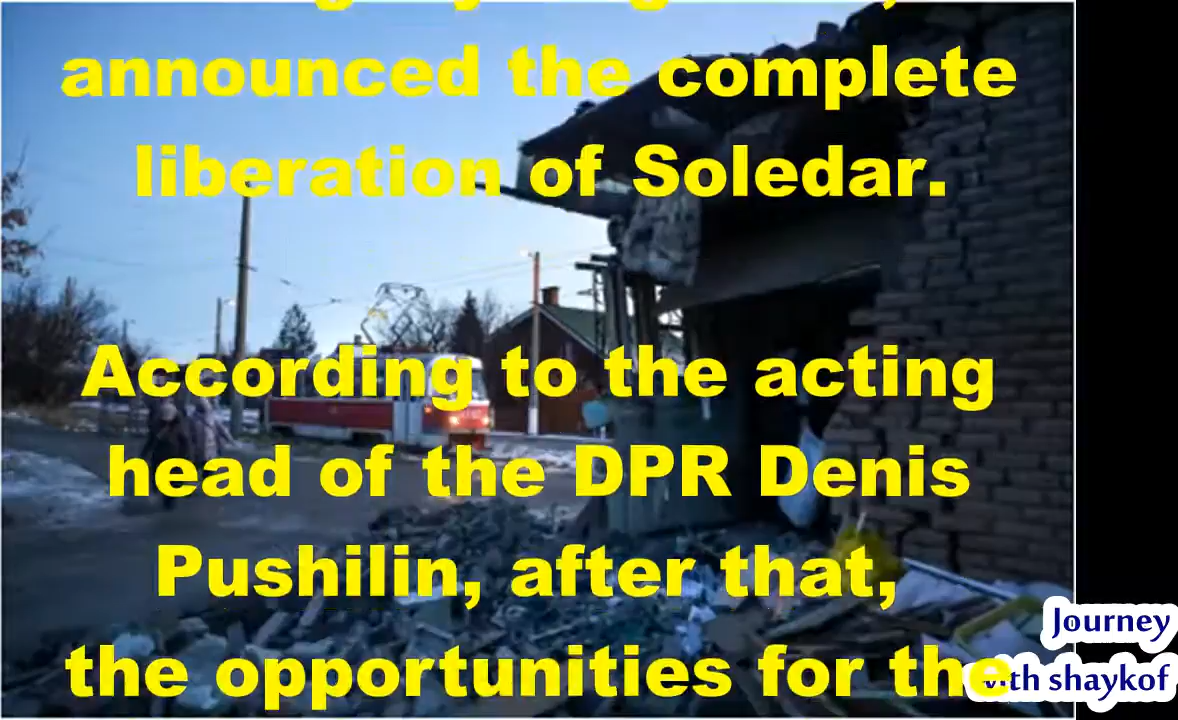 announced the complete
liberation of Soledar.
According to the acting
head of the DPR Denis
Pushilin, after that,
the opportunities for the
Journey
with shaykof